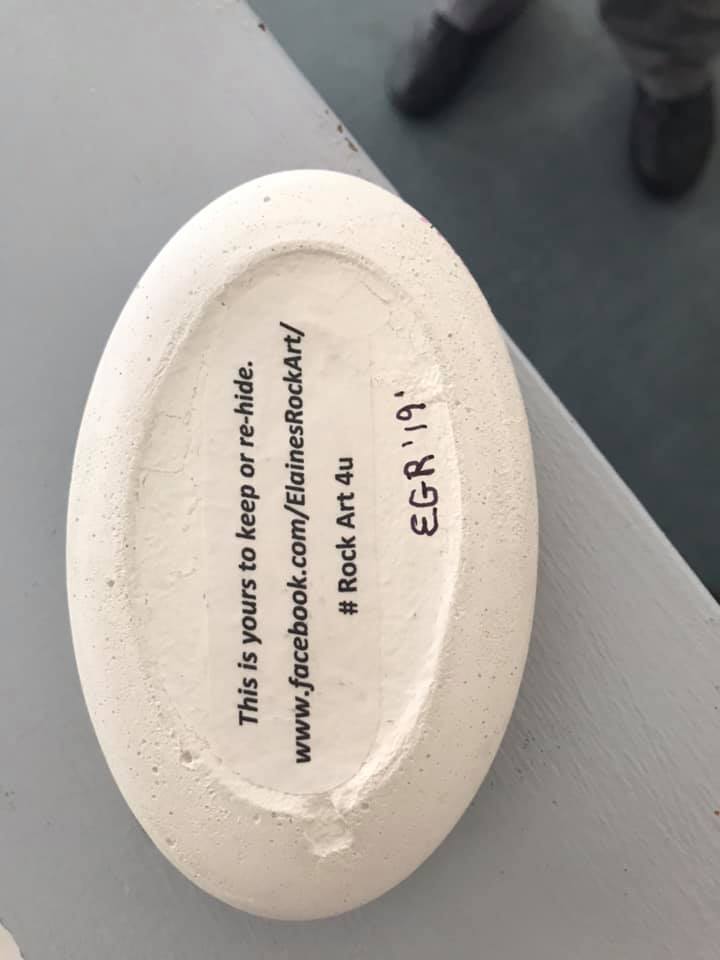 This is yours to keep or re-hide.
www.facebook.com/ElainesRockArt/
# Rock Art 4u
EGR '19'